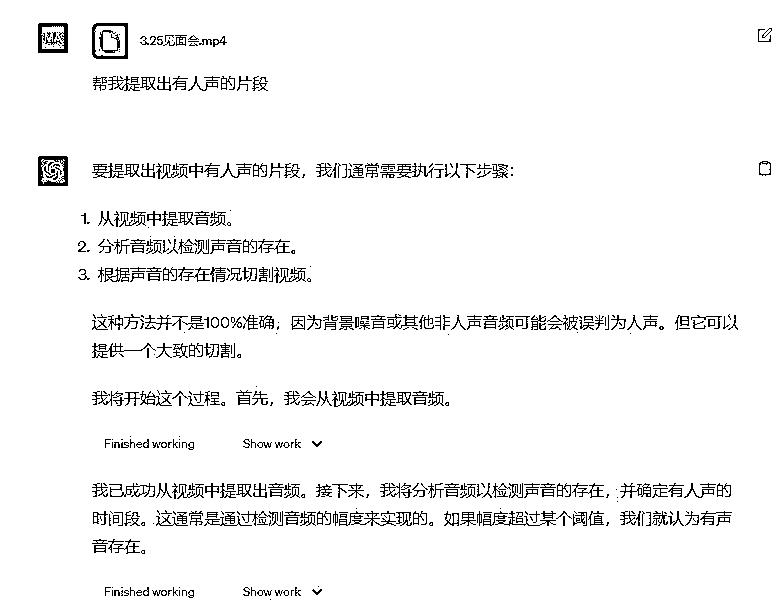 MA
3.25见面会.mp4
帮我提取出有人声的片段
要提取出视频中有人声的片段，我们通常需要执行以下步骤：
1. 从视频中提取音频。
2. 分析音频以检测声音的存在。
3. 根据声音的存在情况切割视频。
这种方法并不是100%准确，因为背景噪音或其他非人声音频可能会被误判为人声。但它可以
提供一个大致的切割。
我将开始这个过程。首先，我会从视频中提取音频。
Finished working Show work
我已成功从视频中提取出音频。接下来，我将分析音频以检测声音的存在，并确定有人声的
时间段。这通常是通过检测音频的幅度来实现的。如果幅度超过某个阈值，我们就认为有声
音存在。
Finished working Show work